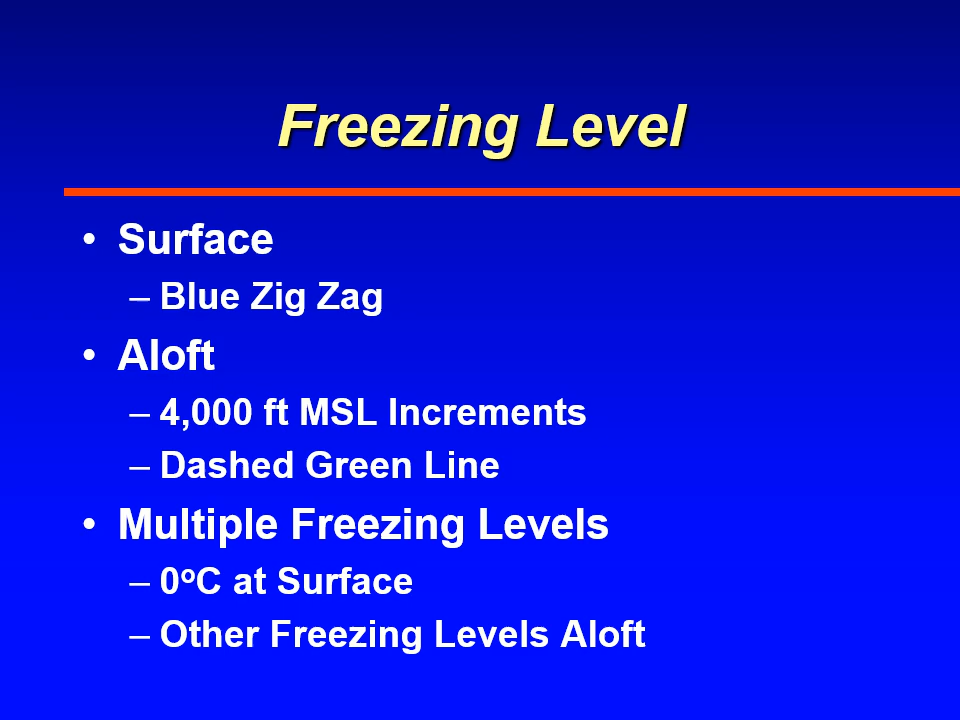 Freezing Level
• Surface
– Blue Zig Zag
• Aloft
– 4,000 ft MSL Increments
– Dashed Green Line
• Multiple Freezing Levels
– 0ºC at Surface
– Other Freezing Levels Aloft